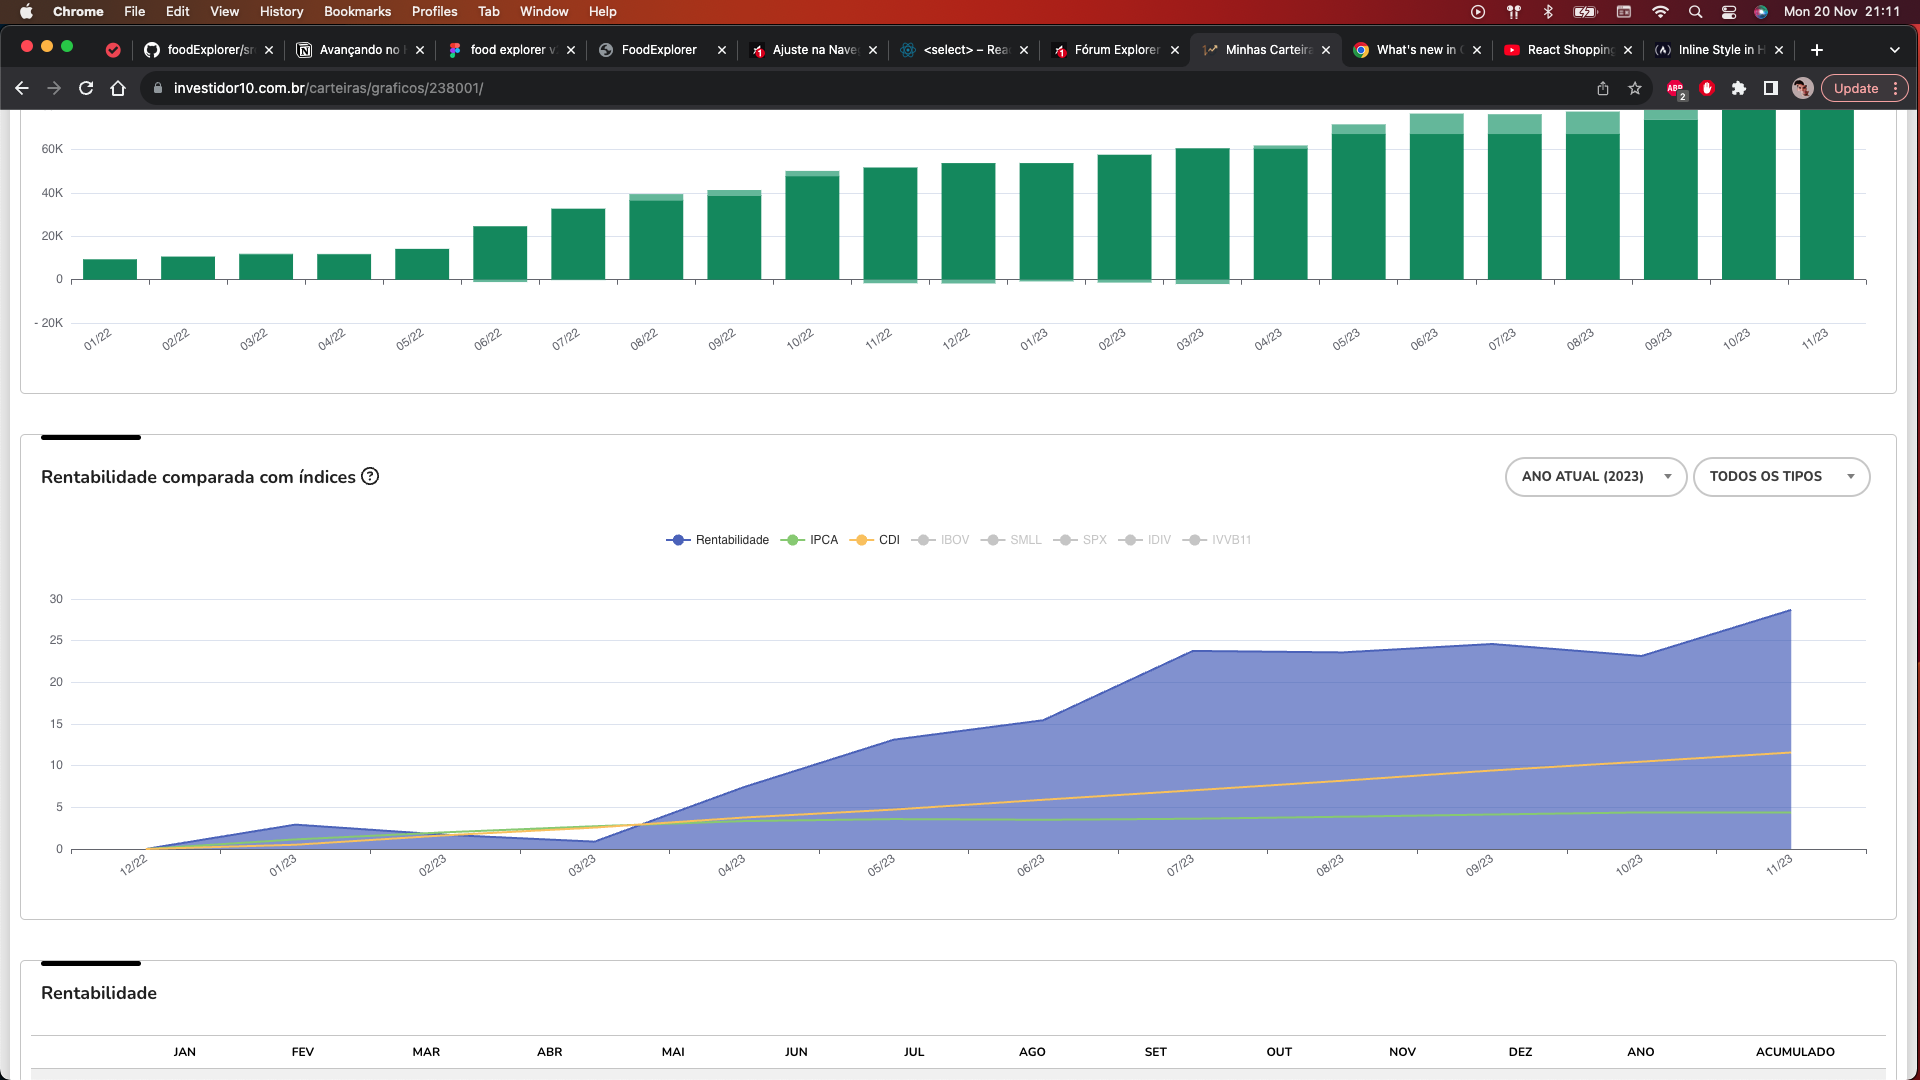 Chrome File Edit View History Bookmarks Profiles Tab Window Help Mon 20 Nov 21:11
foodExplorer/sr Avançando no food explorer v FoodExplorer Ajuste na Nave <select> – Rea Fórum Explorer Minhas Carteira What's new in React Shopping Inline Style in H
investidor10.com.br/carteiras/graficos/238001/ ABP 2 Update
60K
40K
20K
0
- 20K
01/22 02/22 03/22 04/22 05/22 06/22 07/22 08/22 09/22 10/22 11/22 12/22 01/23 02/23 03/23 04/23 05/23 06/23 07/23 08/23 09/23 10/23 11/23
Rentabilidade comparada com índices ? ANO ATUAL (2023) TODOS OS TIPOS
Rentabilidade IPCA CDI IBOV SMLL SPX IDIV IVVB11
30
25
20
15
10
5
0
12/22 01/23 02/23 03/23 04/23 05/23 06/23 07/23 08/23 09/23 10/23 11/23
Rentabilidade
JAN FEV MAR ABR MAI JUN JUL AGO SET OUT NOV DEZ ANO ACUMULADO